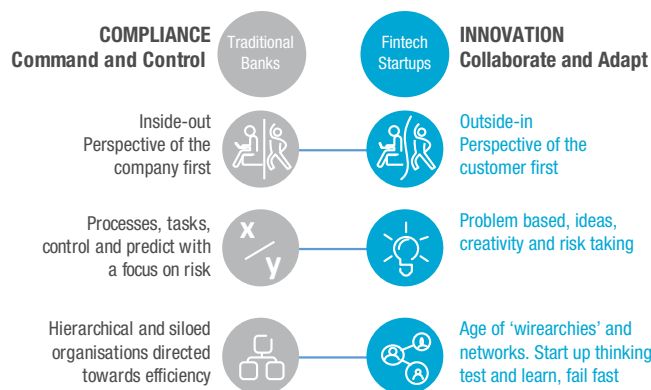 COMPLIANCE
Command and Control
Traditional
Banks
Fintech
Startups
INNOVATION
Collaborate and Adapt
Inside-out
Perspective of the
company first
Outside-in
Perspective of the
customer first
Processes, tasks,
control and predict with
a focus on risk
x
y
Problem based, ideas,
creativity and risk taking
Hierarchical and siloed
organisations directed
towards efficiency
Age of ‘wirearchies’ and
networks. Start up thinking
test and learn, fail fast